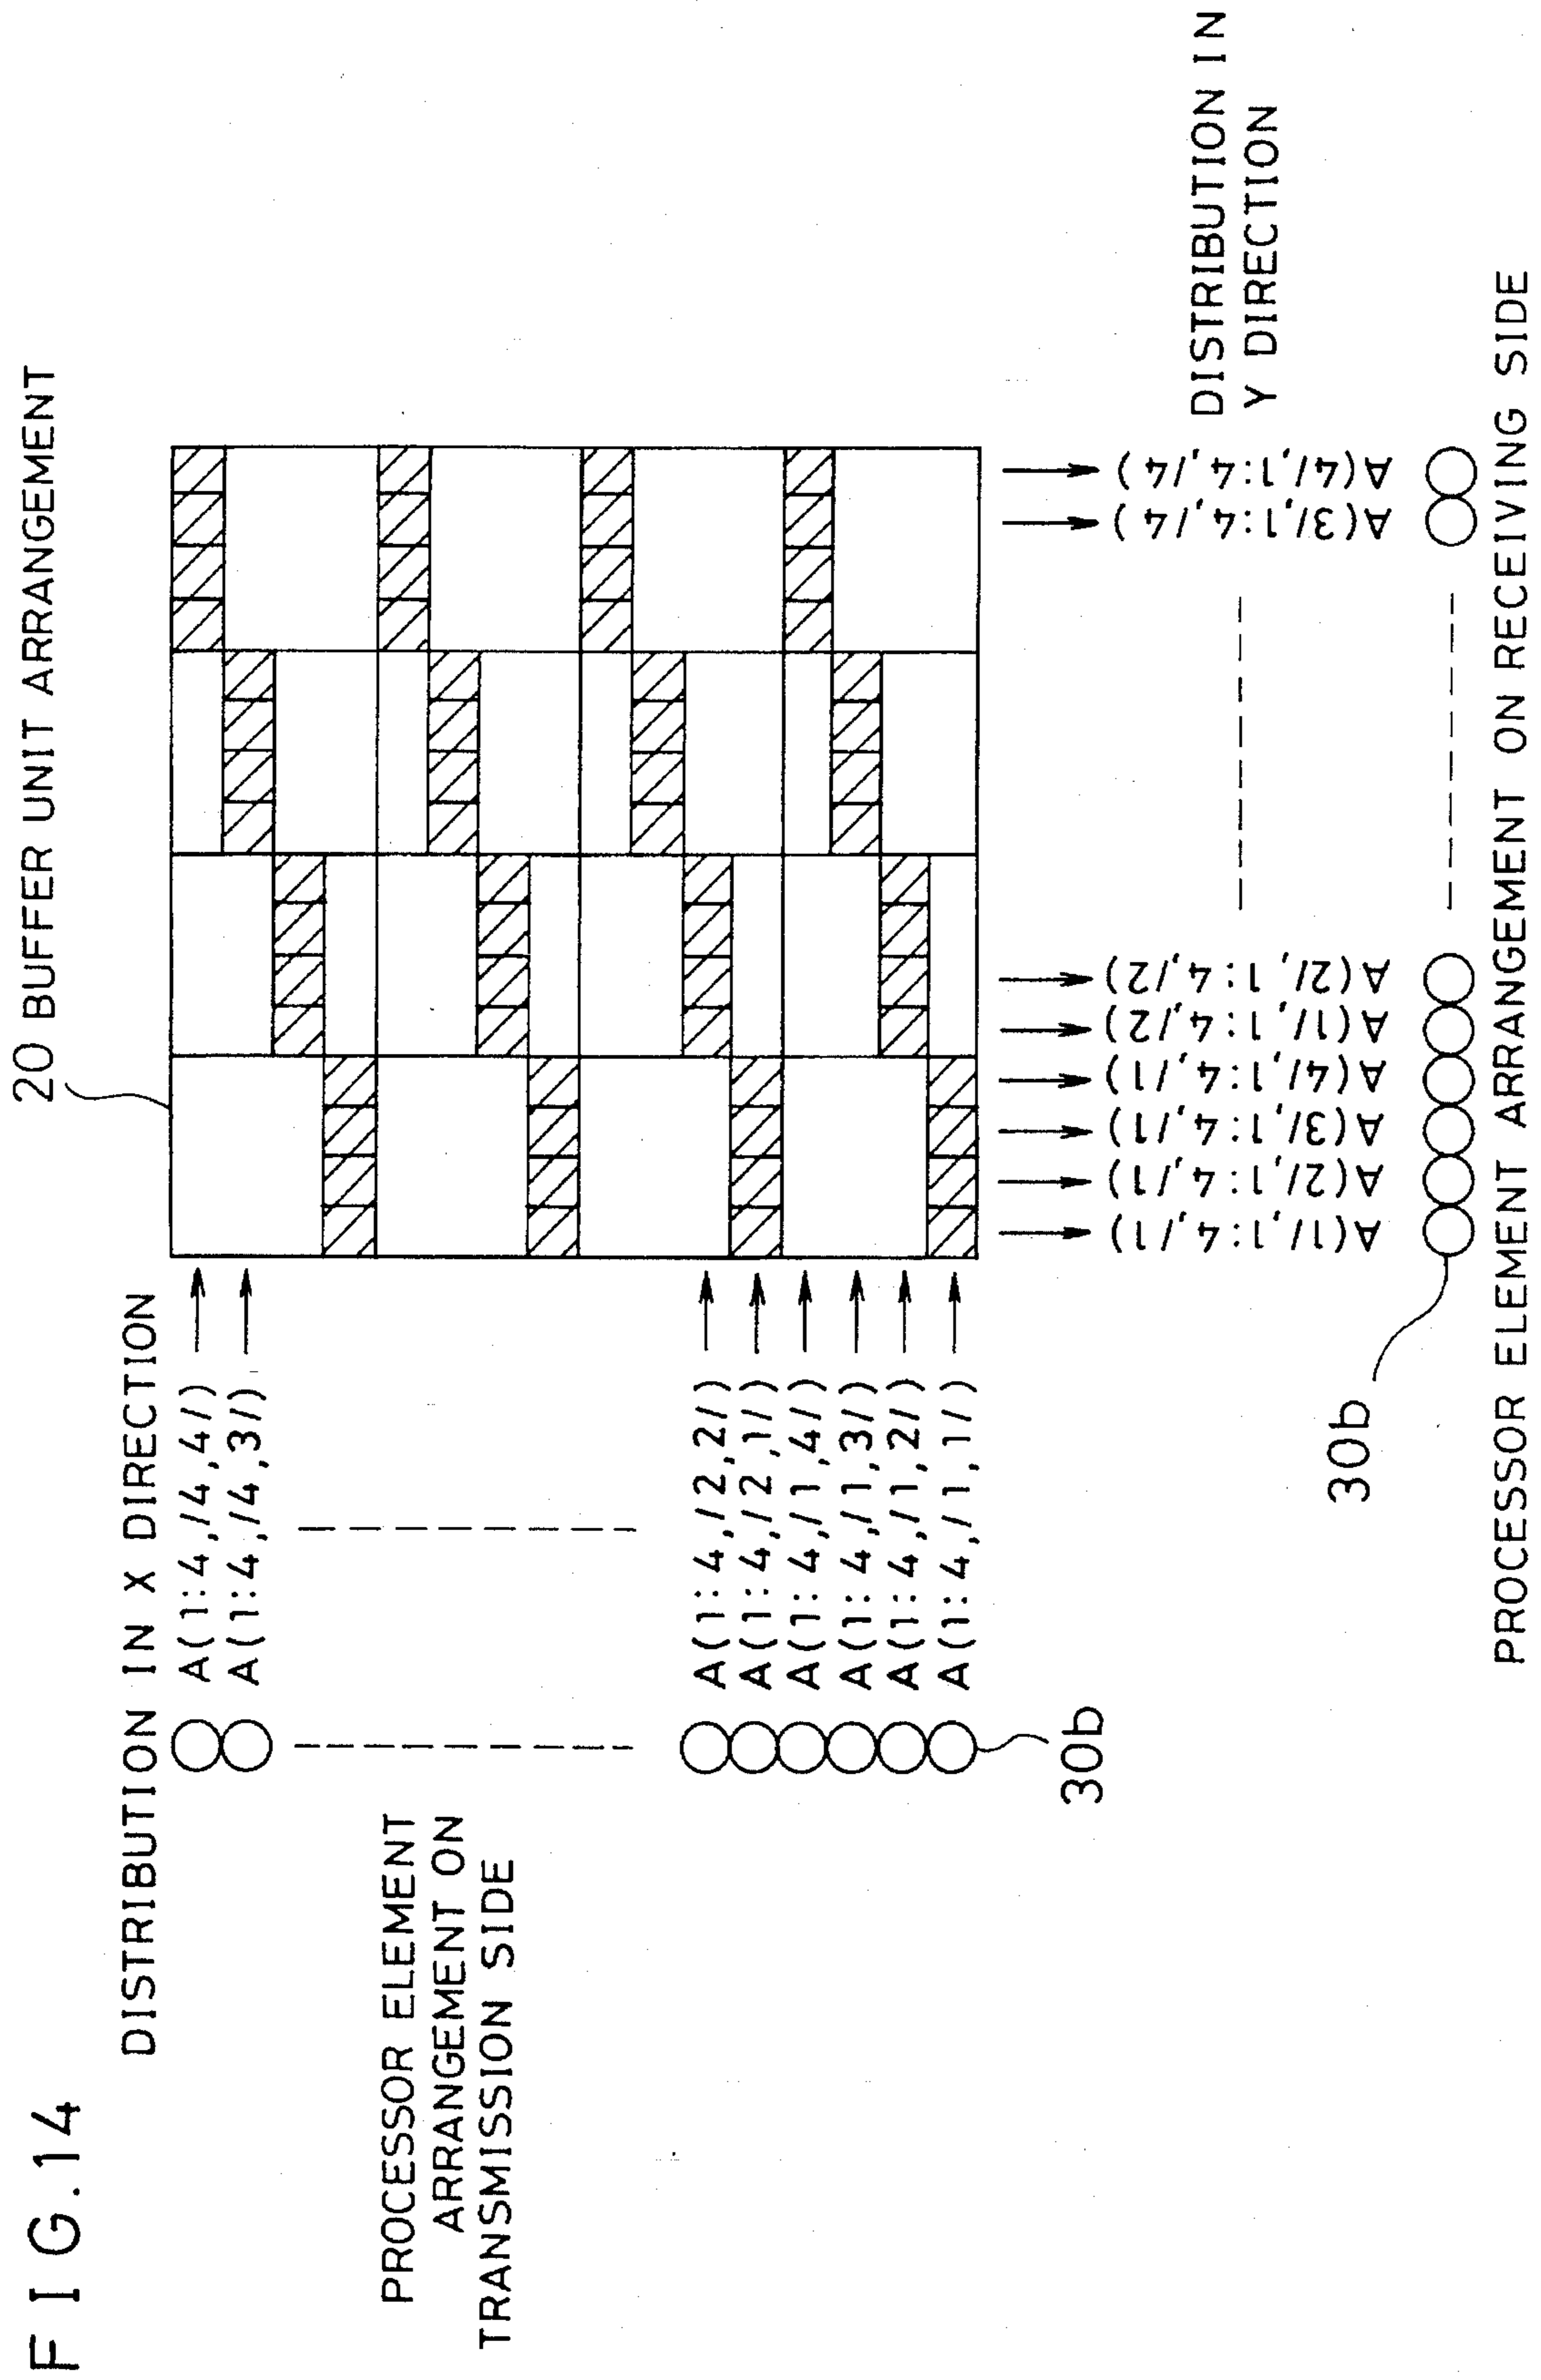 FIG.14
DISTRIBUTION IN X DIRECTION
20 BUFFER UNIT ARRANGEMENT
A(1:4,/4,4/)
A(1:4,/4,3/)
PROCESSOR ELEMENT
ARRANGEMENT ON
TRANSMISSION SIDE
A(1:4,/2,2/)
A(1:4,/2,1/)
A(1:4,/1,4/)
A(1:4,/1,3/)
A(1:4,/1,2/)
A(1:4,/1,1/)
30b
A(1/,1:4,/1)
A(2/,1:4,/1)
A(3/,1:4,/1)
A(4/,1:4,/1)
A(1/,1:4,/2)
A(2/,1:4,/2)
A(3/,1:4,/4)
A(4/,1:4,/4)
DISTRIBUTION IN
Y DIRECTION
30b
PROCESSOR ELEMENT ARRANGEMENT ON RECEIVING SIDE